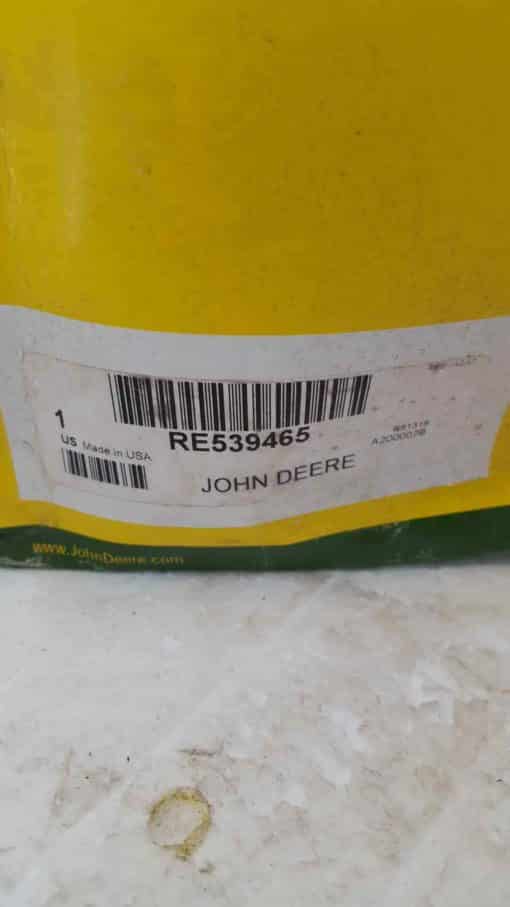 1
US Made in USA
RE539465
JOHN DEERE
www.JohnDeere.com